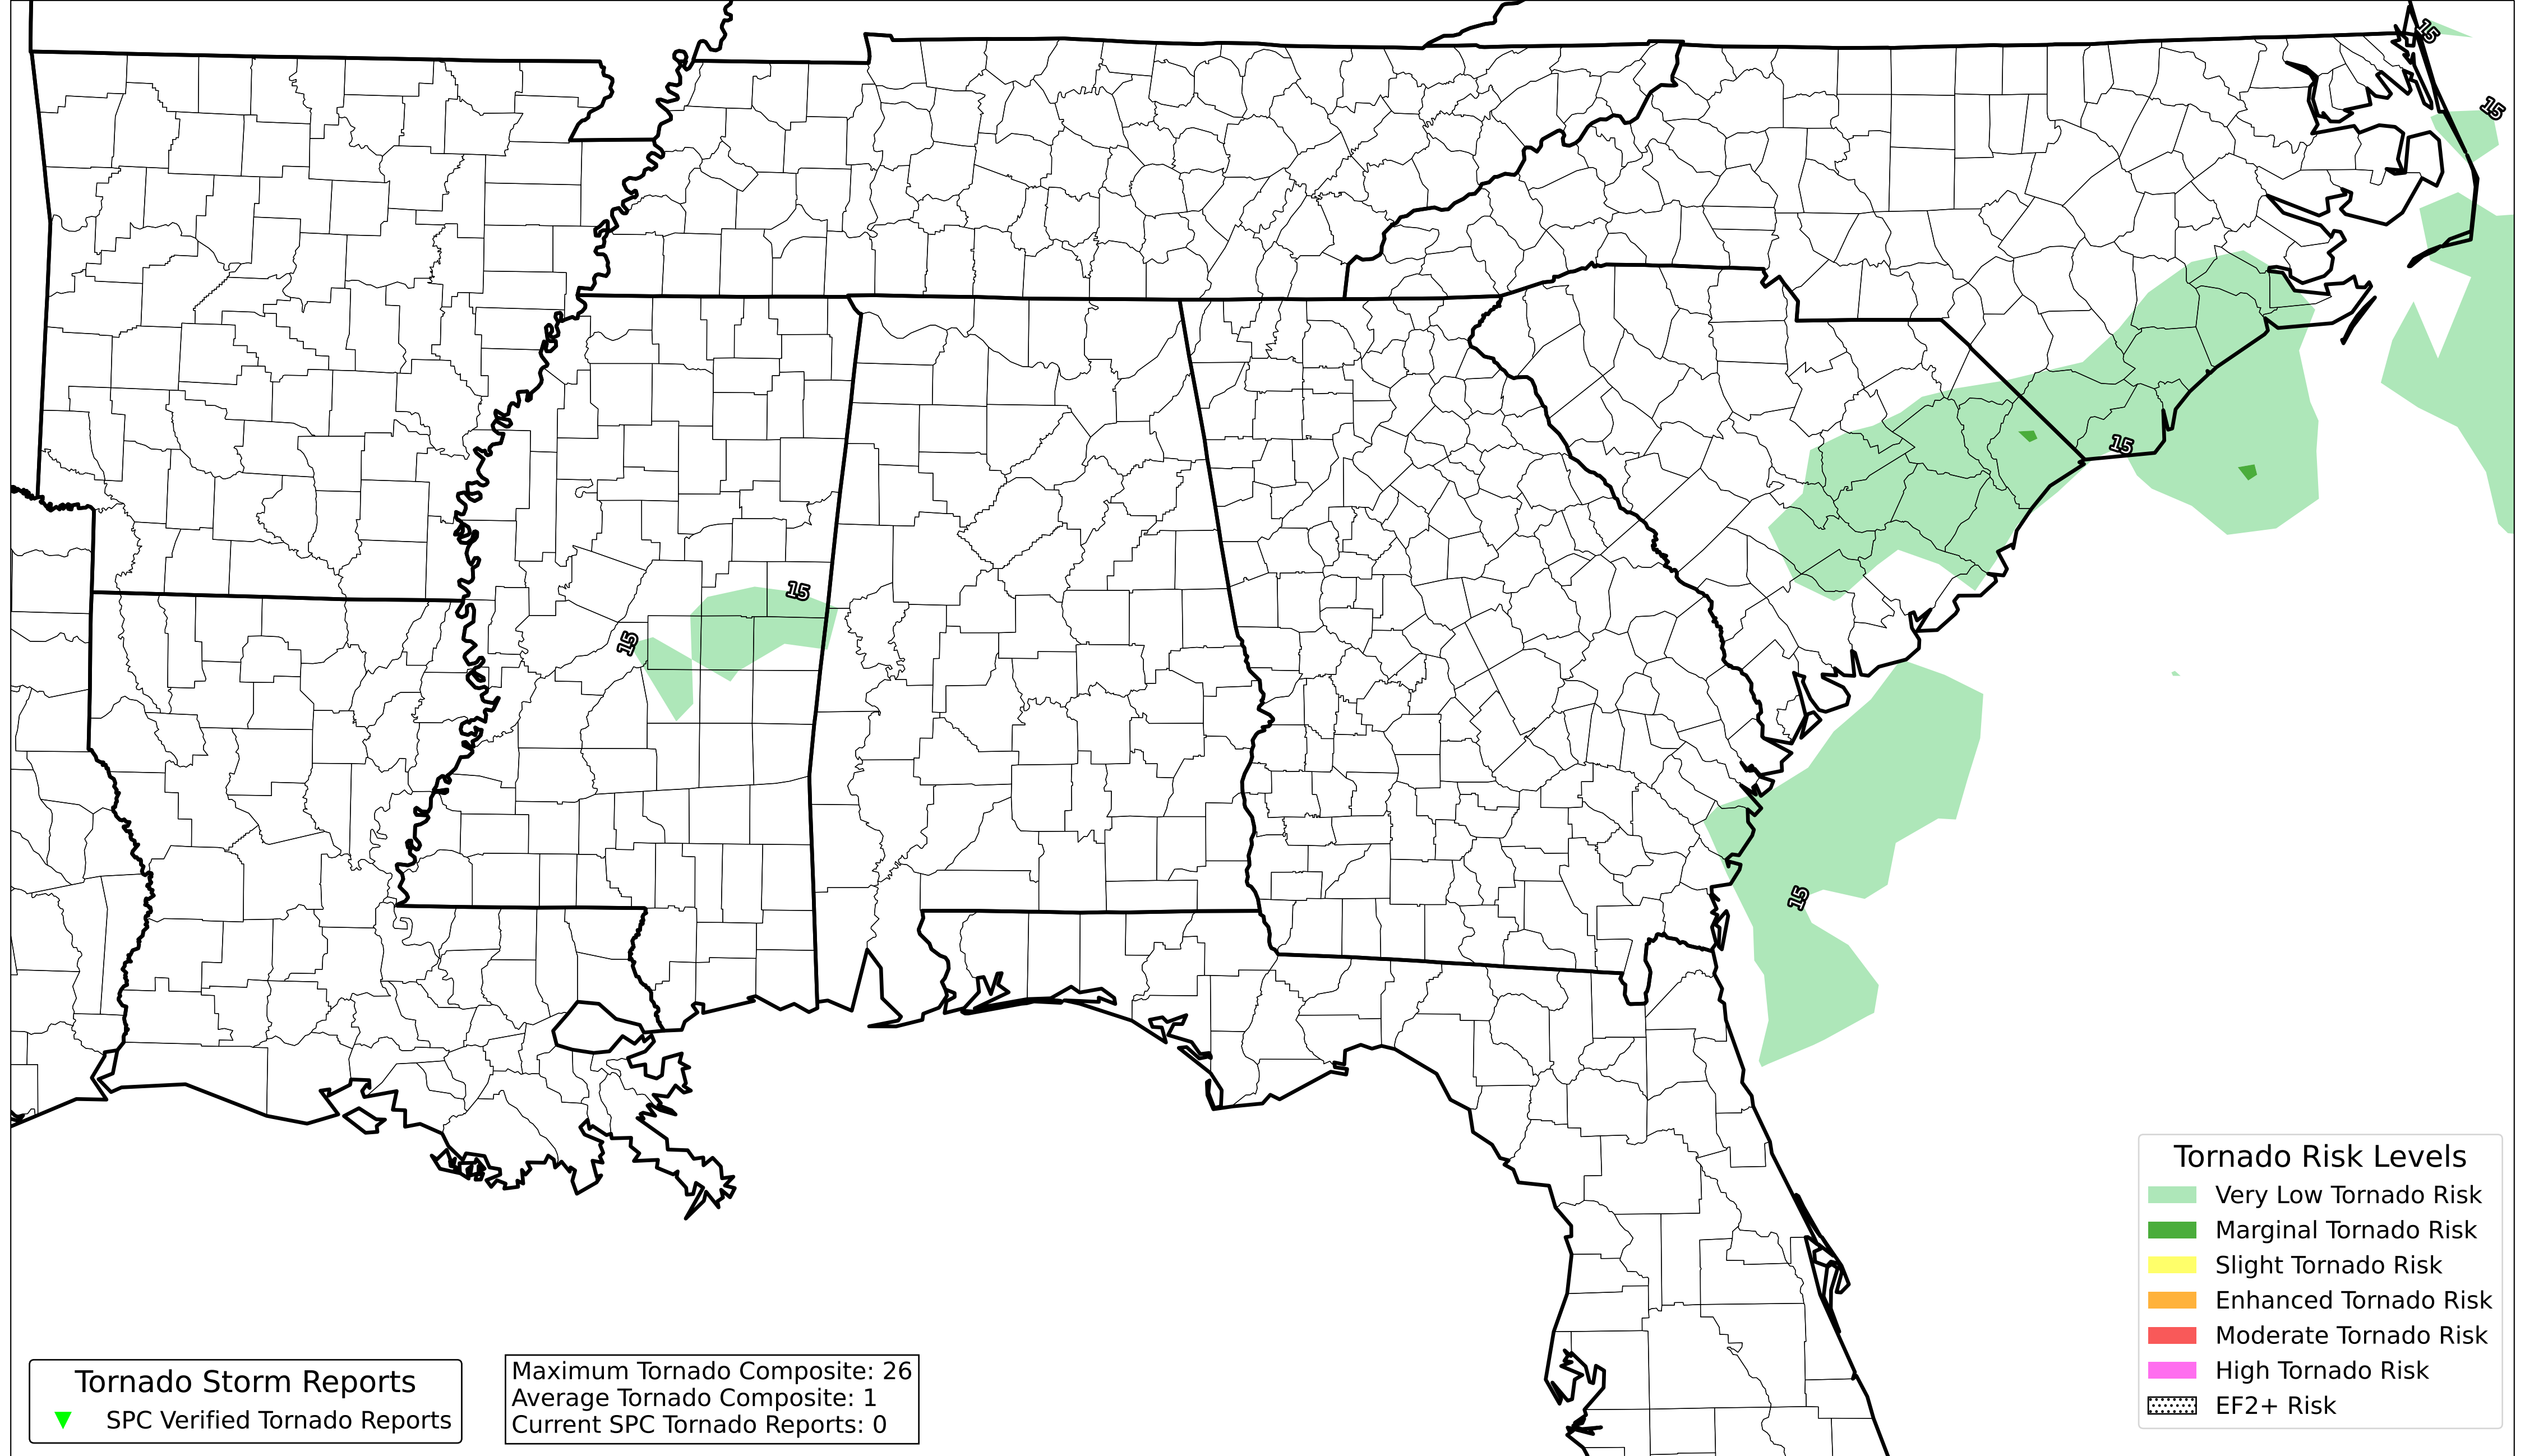 15
15
15
15
15
15
Tornado Risk Levels
Very Low Tornado Risk
Marginal Tornado Risk
Slight Tornado Risk
Enhanced Tornado Risk
Moderate Tornado Risk
High Tornado Risk
EF2+ Risk
Tornado Storm Reports
SPC Verified Tornado Reports
Maximum Tornado Composite: 26
Average Tornado Composite: 1
Current SPC Tornado Reports: 0